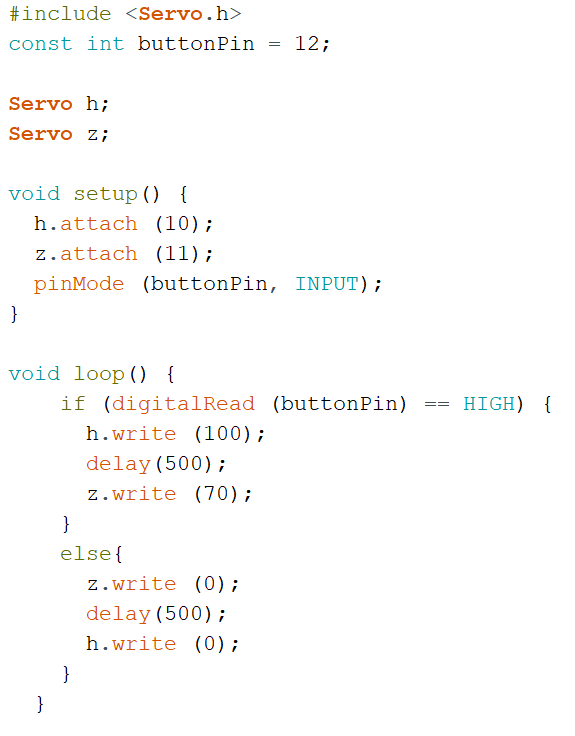 #include <Servo.h>
const int buttonPin = 12;

Servo h;
Servo z;

void setup() {
  h.attach (10);
  z.attach (11);
  pinMode (buttonPin, INPUT);
}

void loop() {
    if (digitalRead (buttonPin) == HIGH) {
      h.write (100);
      delay(500);
      z.write (70);
    }
    else{
      z.write (0);
      delay(500);
      h.write (0);
    }
  }